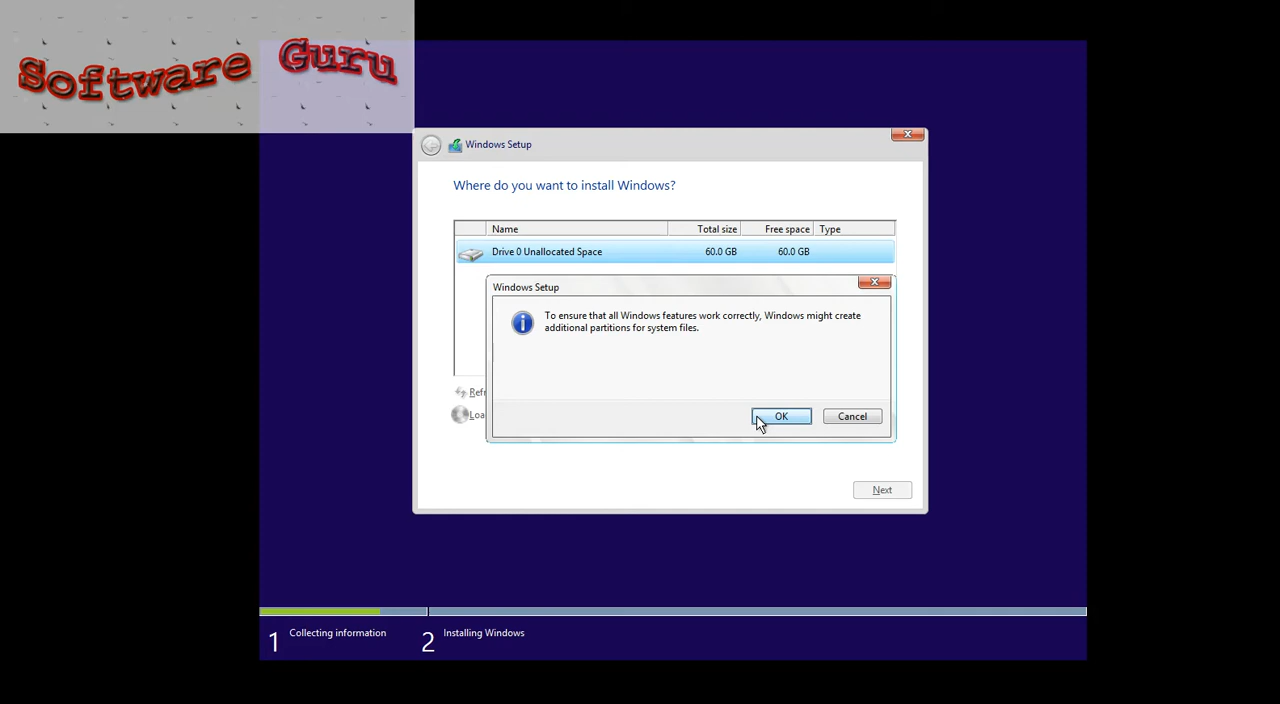 Software Guru
Windows Setup
Where do you want to install Windows?
Name Total size Free space Type
Drive 0 Unallocated Space 60.0 GB 60.0 GB
Windows Setup
To ensure that all Windows features work correctly, Windows might create
additional partitions for system files.
Refr
Loa
OK Cancel
Next
1 Collecting information 2 Installing Windows